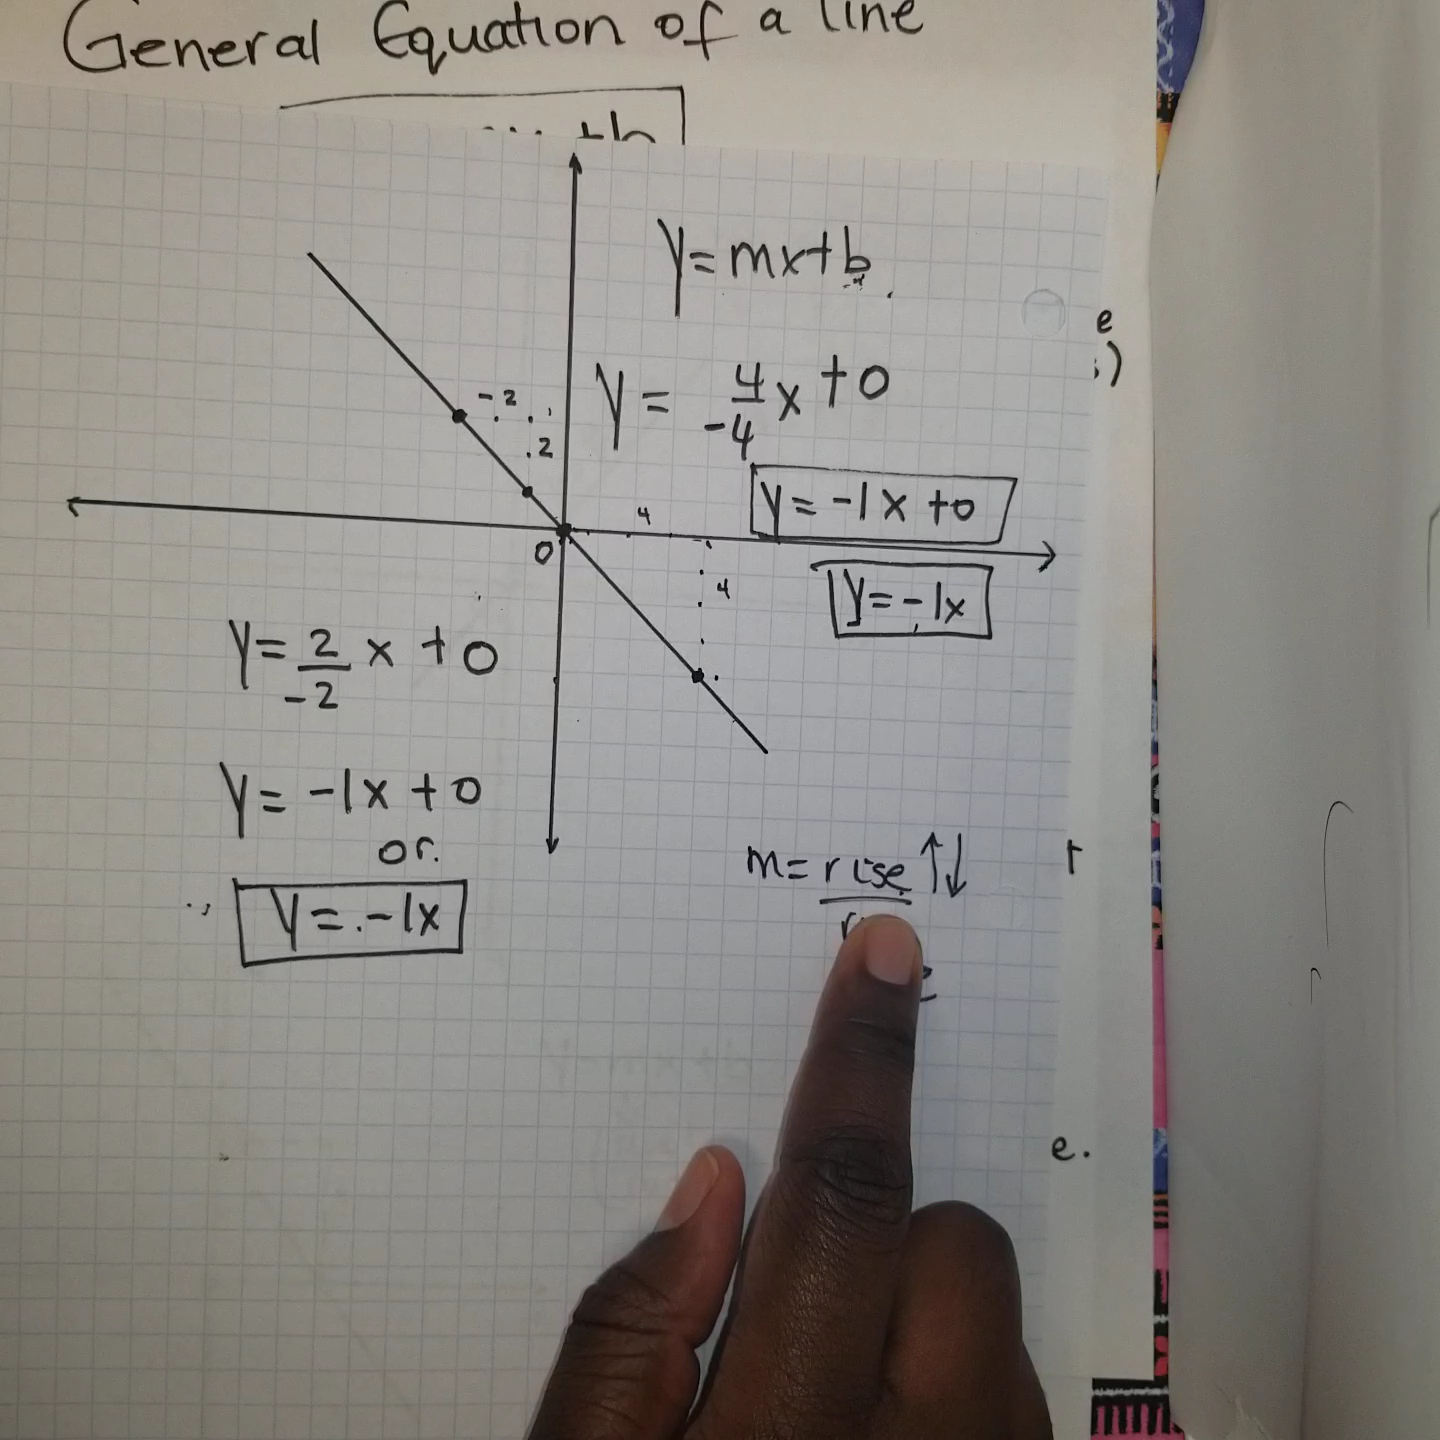 General Equation of a line
y=mx+b
y = 4/-4 x +0
y = -1x +0
y = -1x
-2
2
4
4
0
y = 2/-2 x + 0
y = -1x + 0
or.
y = -1x
m = rise ↑↓
e
:)
r
e.